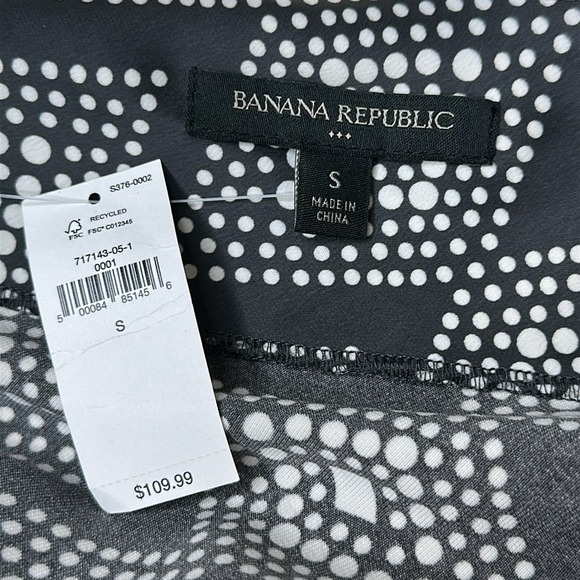 BANANA REPUBLIC
S
MADE IN
CHINA
S376-0002
FSC
RECYCLED
FSC® C012345
717143-05-1
0001
5 00084 85145 6
S
$109.99